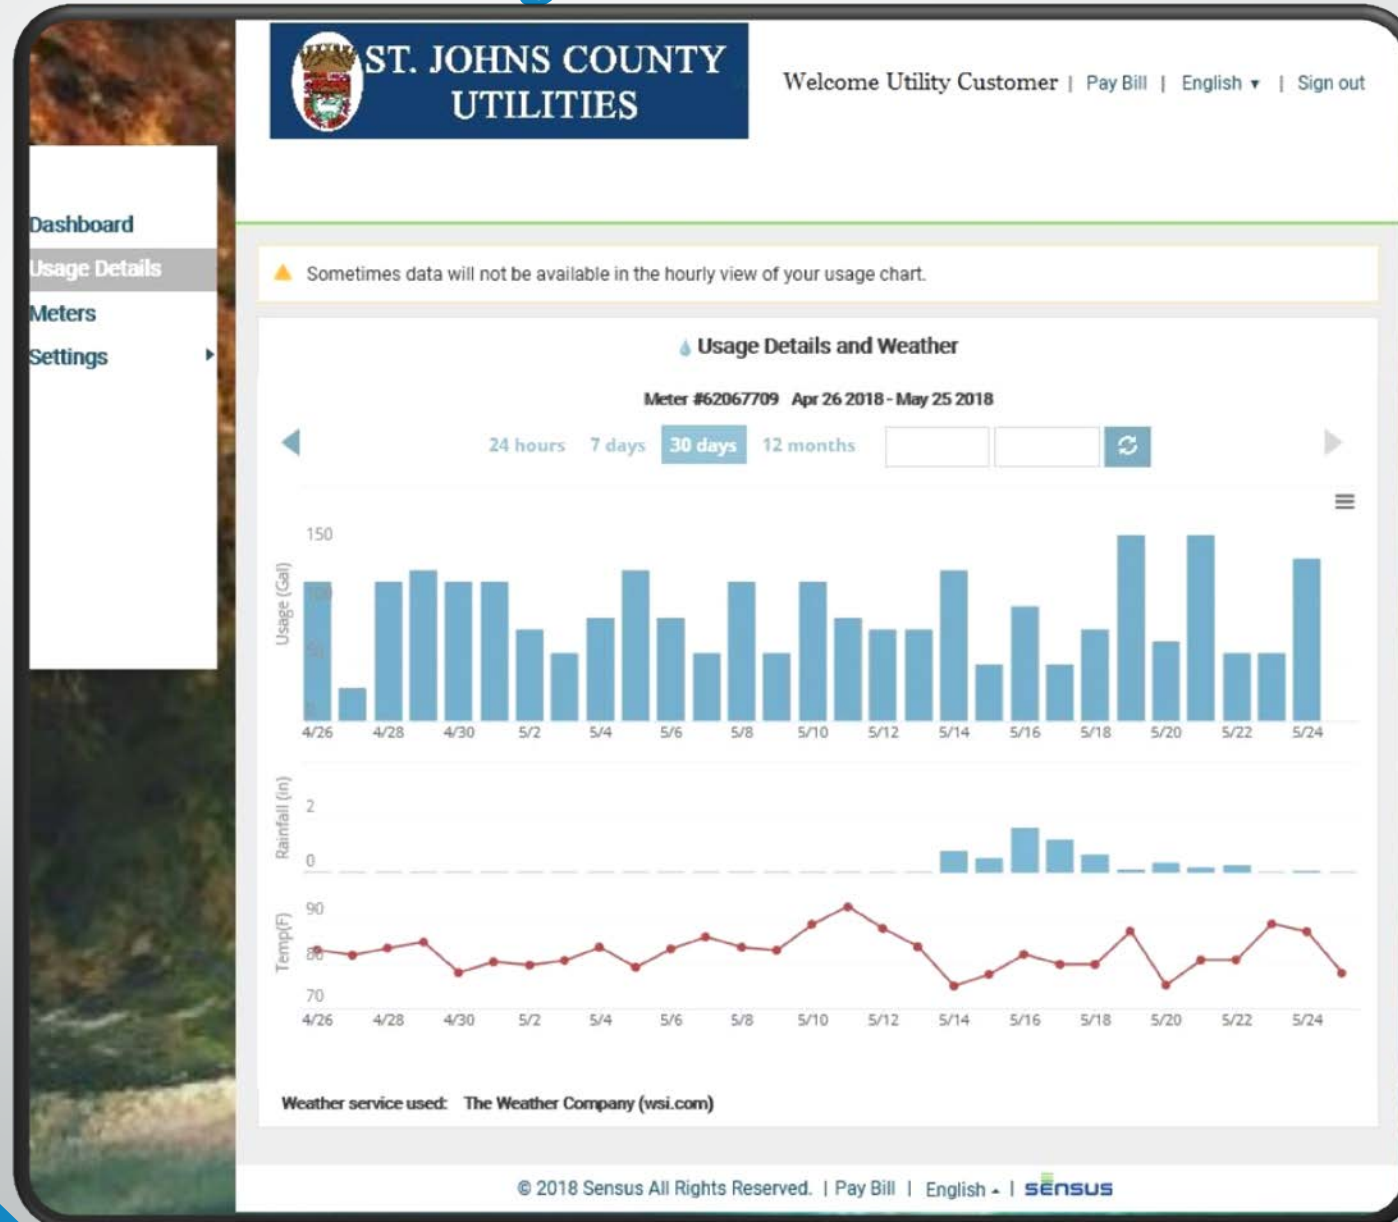 ST. JOHNS COUNTY
UTILITIES
Welcome Utility Customer | Pay Bill | English ▾ | Sign out
Dashboard
Usage Details
Meters
Settings
Sometimes data will not be available in the hourly view of your usage chart.
Usage Details and Weather
Meter #62067709 Apr 26 2018 - May 25 2018
24 hours 7 days 30 days 12 months
Usage (Gal)
150
100
50
0
4/26 4/28 4/30 5/2 5/4 5/6 5/8 5/10 5/12 5/14 5/16 5/18 5/20 5/22 5/24
Rainfall (in)
2
0
Temp(F)
90
80
70
4/26 4/28 4/30 5/2 5/4 5/6 5/8 5/10 5/12 5/14 5/16 5/18 5/20 5/22 5/24
Weather service used: The Weather Company (wsi.com)
© 2018 Sensus All Rights Reserved. | Pay Bill | English | sensus